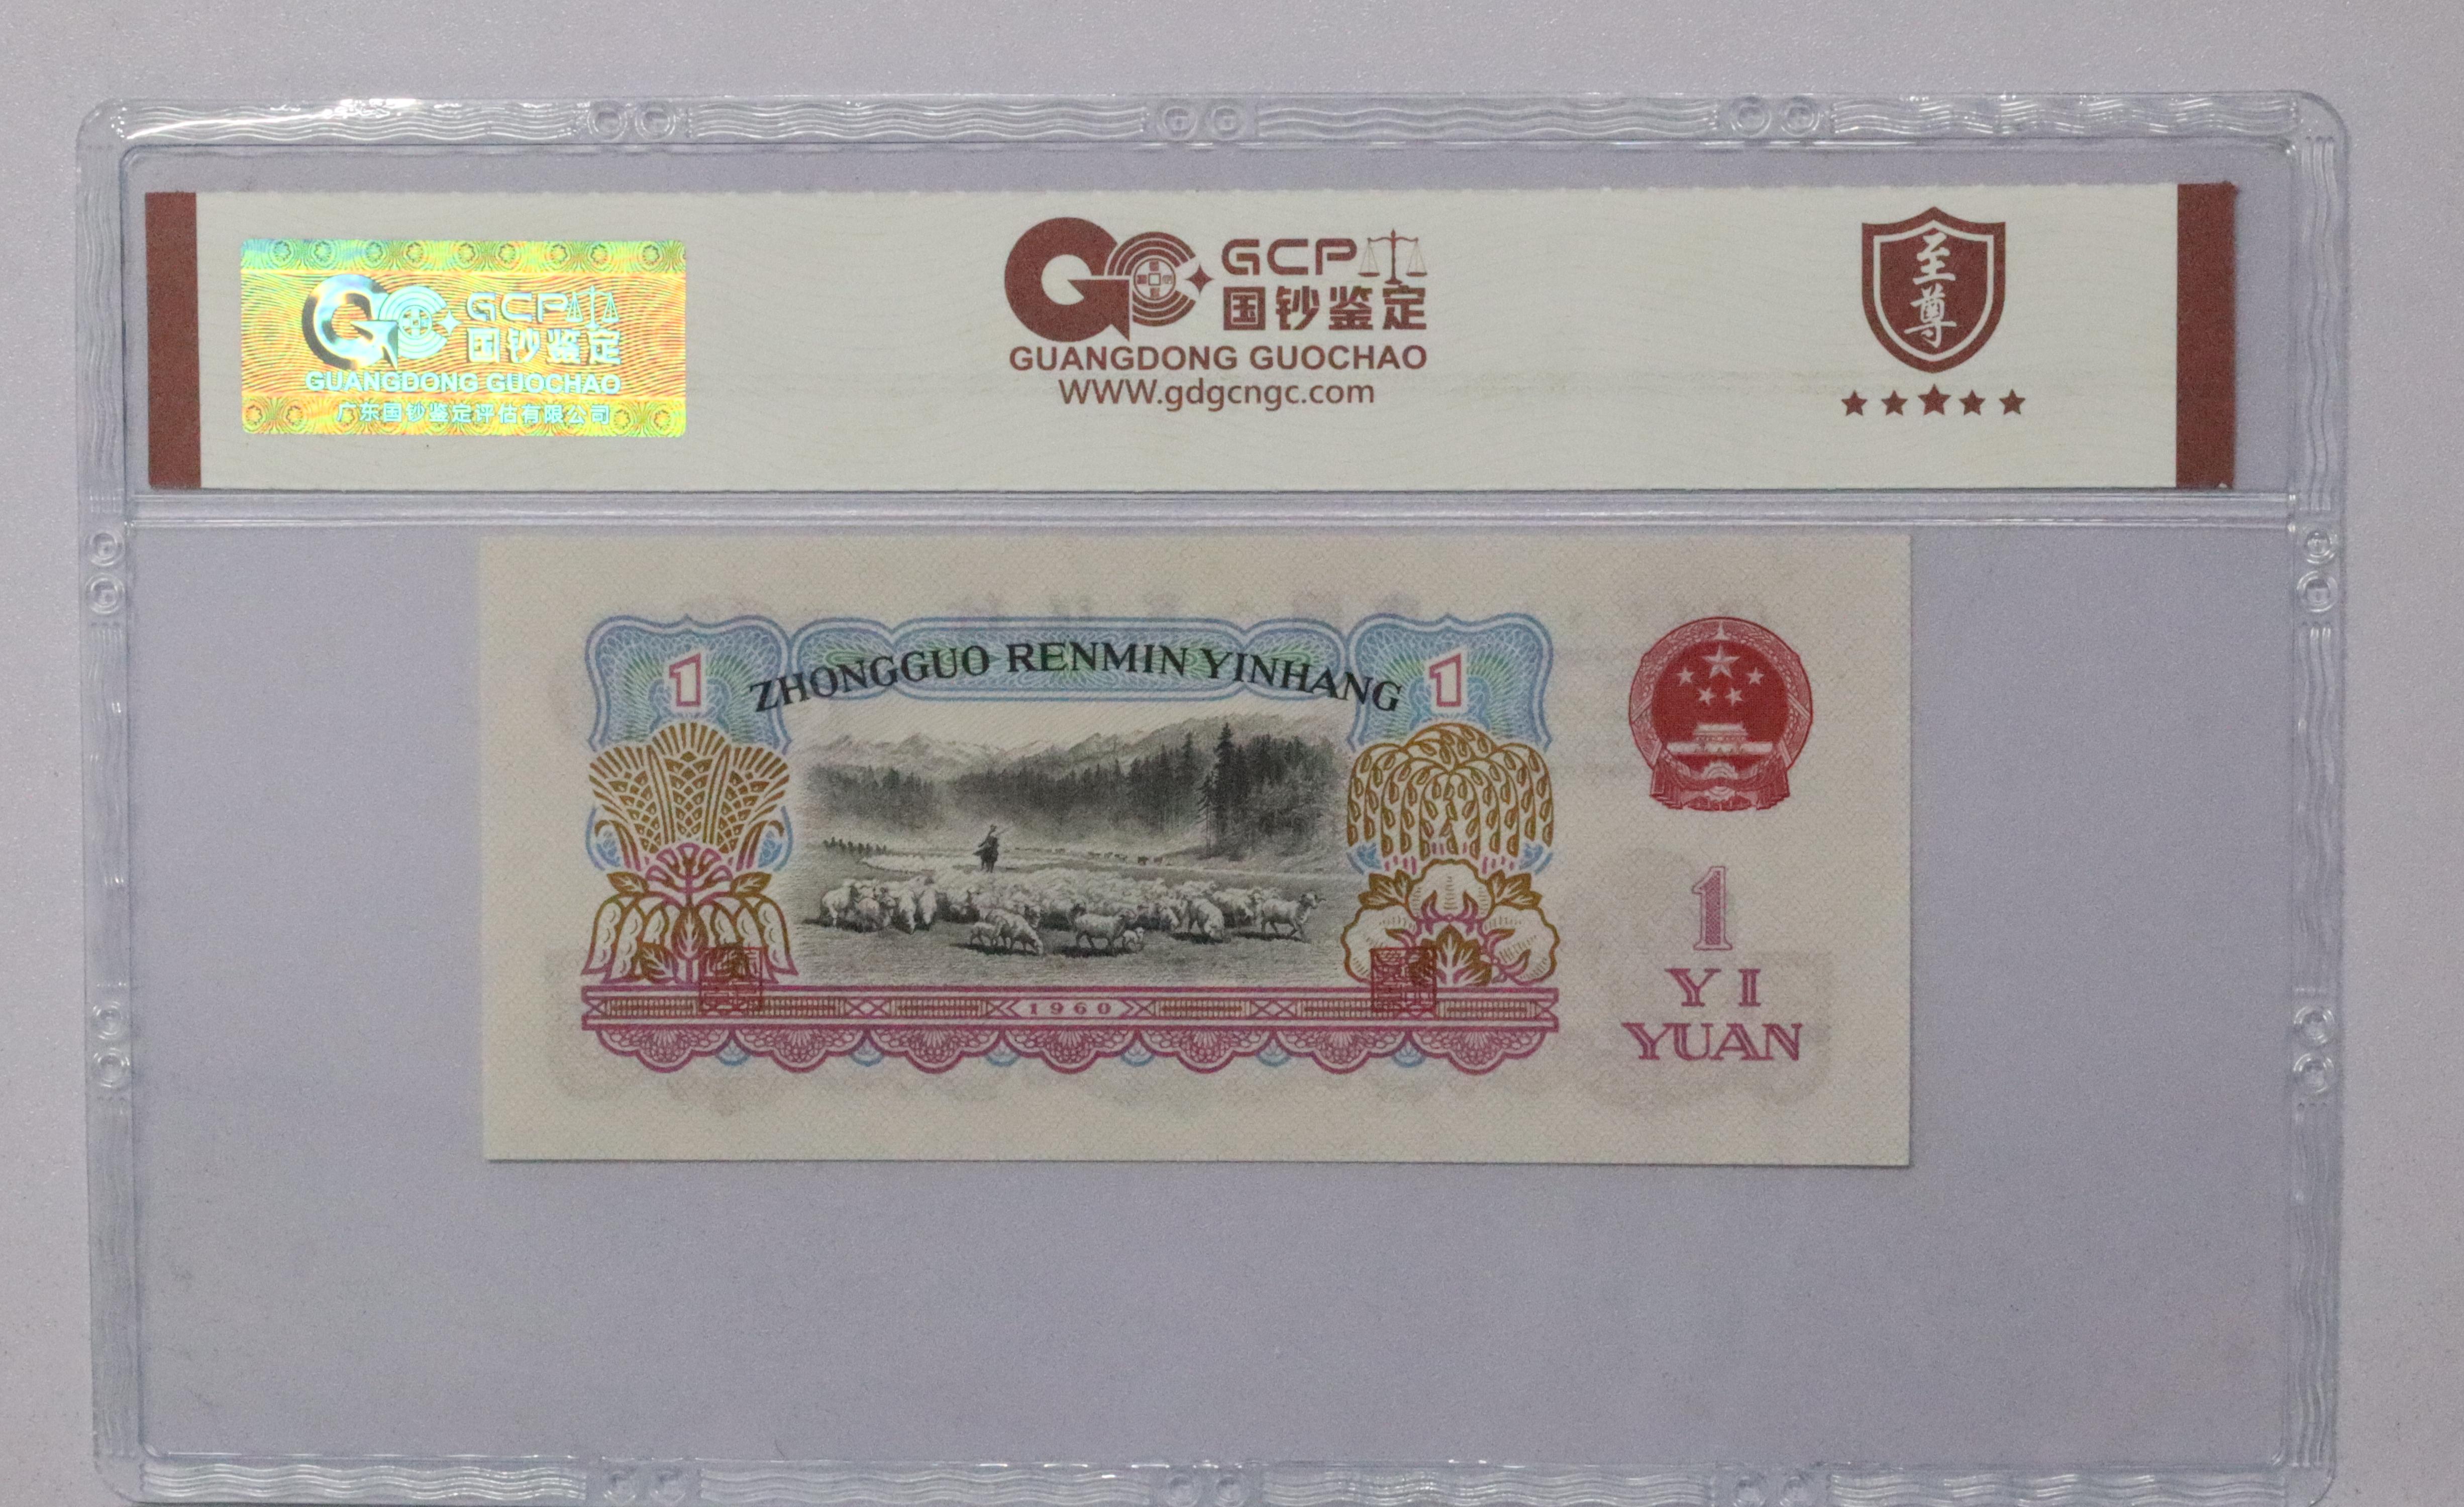 GCP
国钞鉴定
GUANGDONG GUOCHAO
广东国钞鉴定评估有限公司
GCP
国钞鉴定
GUANGDONG GUOCHAO
WWW.gdgcngc.com
至尊
1
ZHONGGUO RENMIN YINHANG
1
1960
1
YI
YUAN